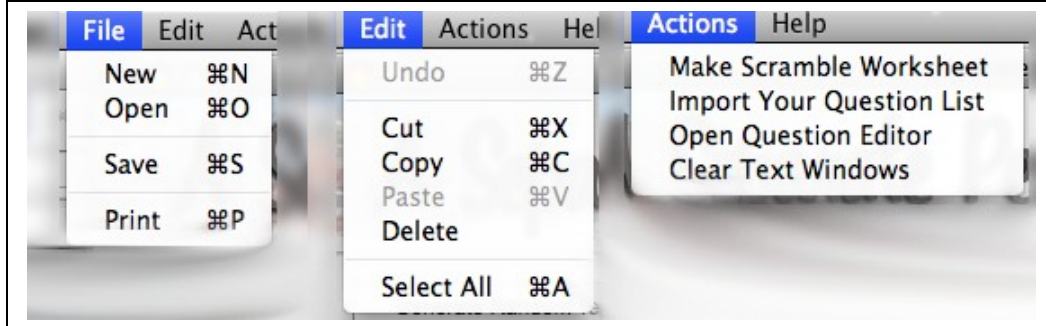 File Edit Act
New ⌘N
Open ⌘O
Save ⌘S
Print ⌘P
Edit Actions Hel
Undo ⌘Z
Cut ⌘X
Copy ⌘C
Paste ⌘V
Delete
Select All ⌘A
Actions Help
Make Scramble Worksheet
Import Your Question List
Open Question Editor
Clear Text Windows